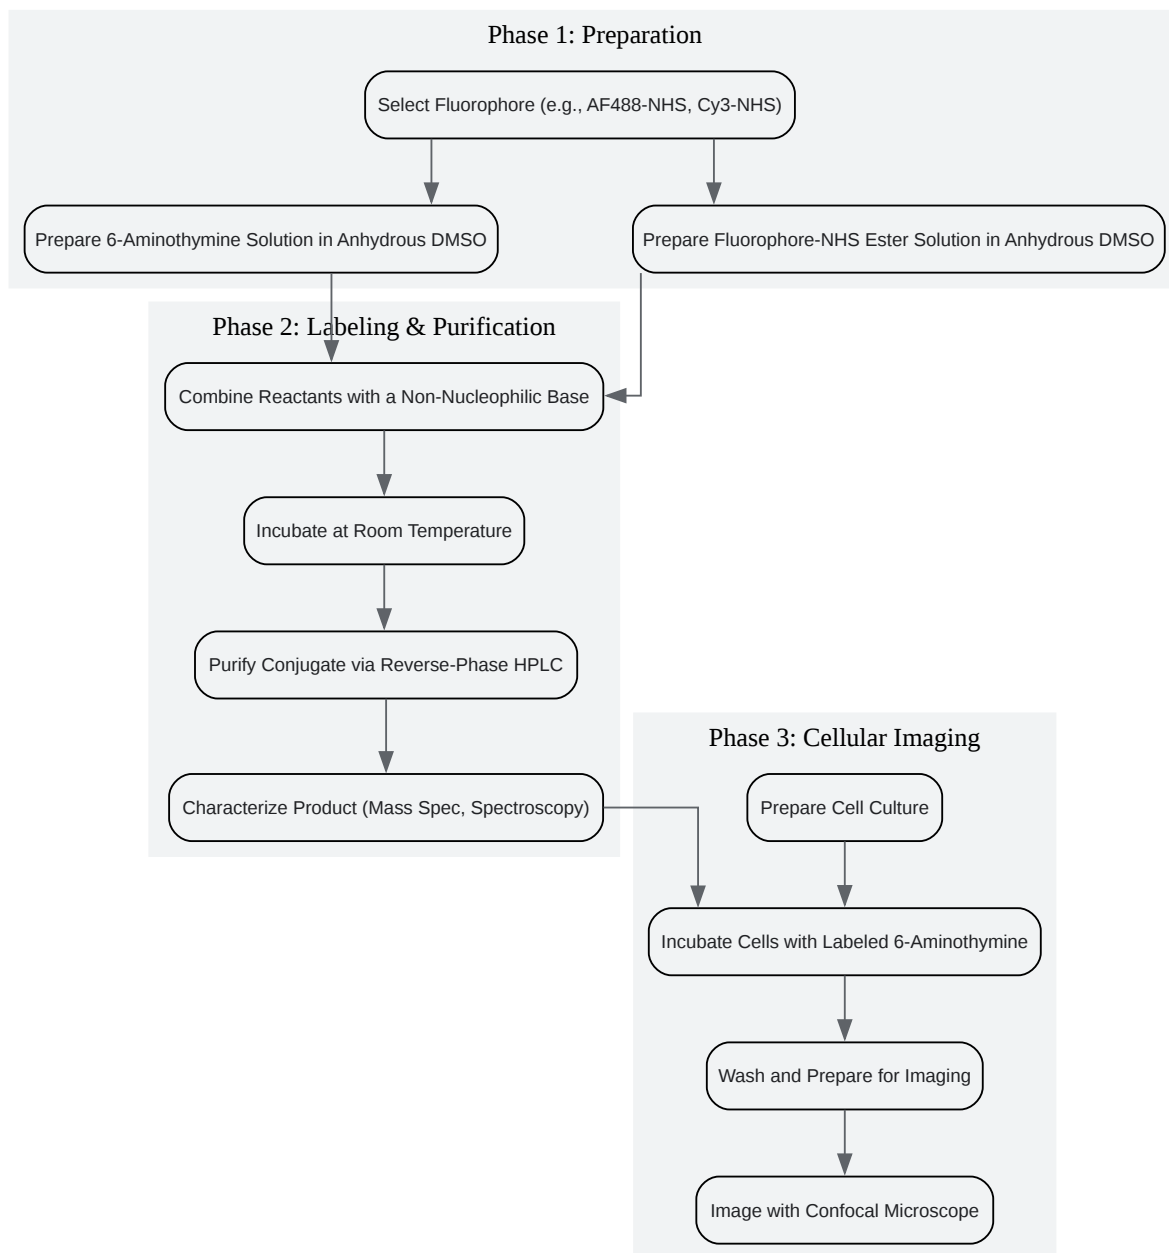 Phase 1: Preparation
Select Fluorophore (e.g., AF488-NHS, Cy3-NHS)
Prepare 6-Aminothymine Solution in Anhydrous DMSO
Prepare Fluorophore-NHS Ester Solution in Anhydrous DMSO
Phase 2: Labeling & Purification
Combine Reactants with a Non-Nucleophilic Base
Incubate at Room Temperature
Purify Conjugate via Reverse-Phase HPLC
Characterize Product (Mass Spec, Spectroscopy)
Phase 3: Cellular Imaging
Prepare Cell Culture
Incubate Cells with Labeled 6-Aminothymine
Wash and Prepare for Imaging
Image with Confocal Microscope